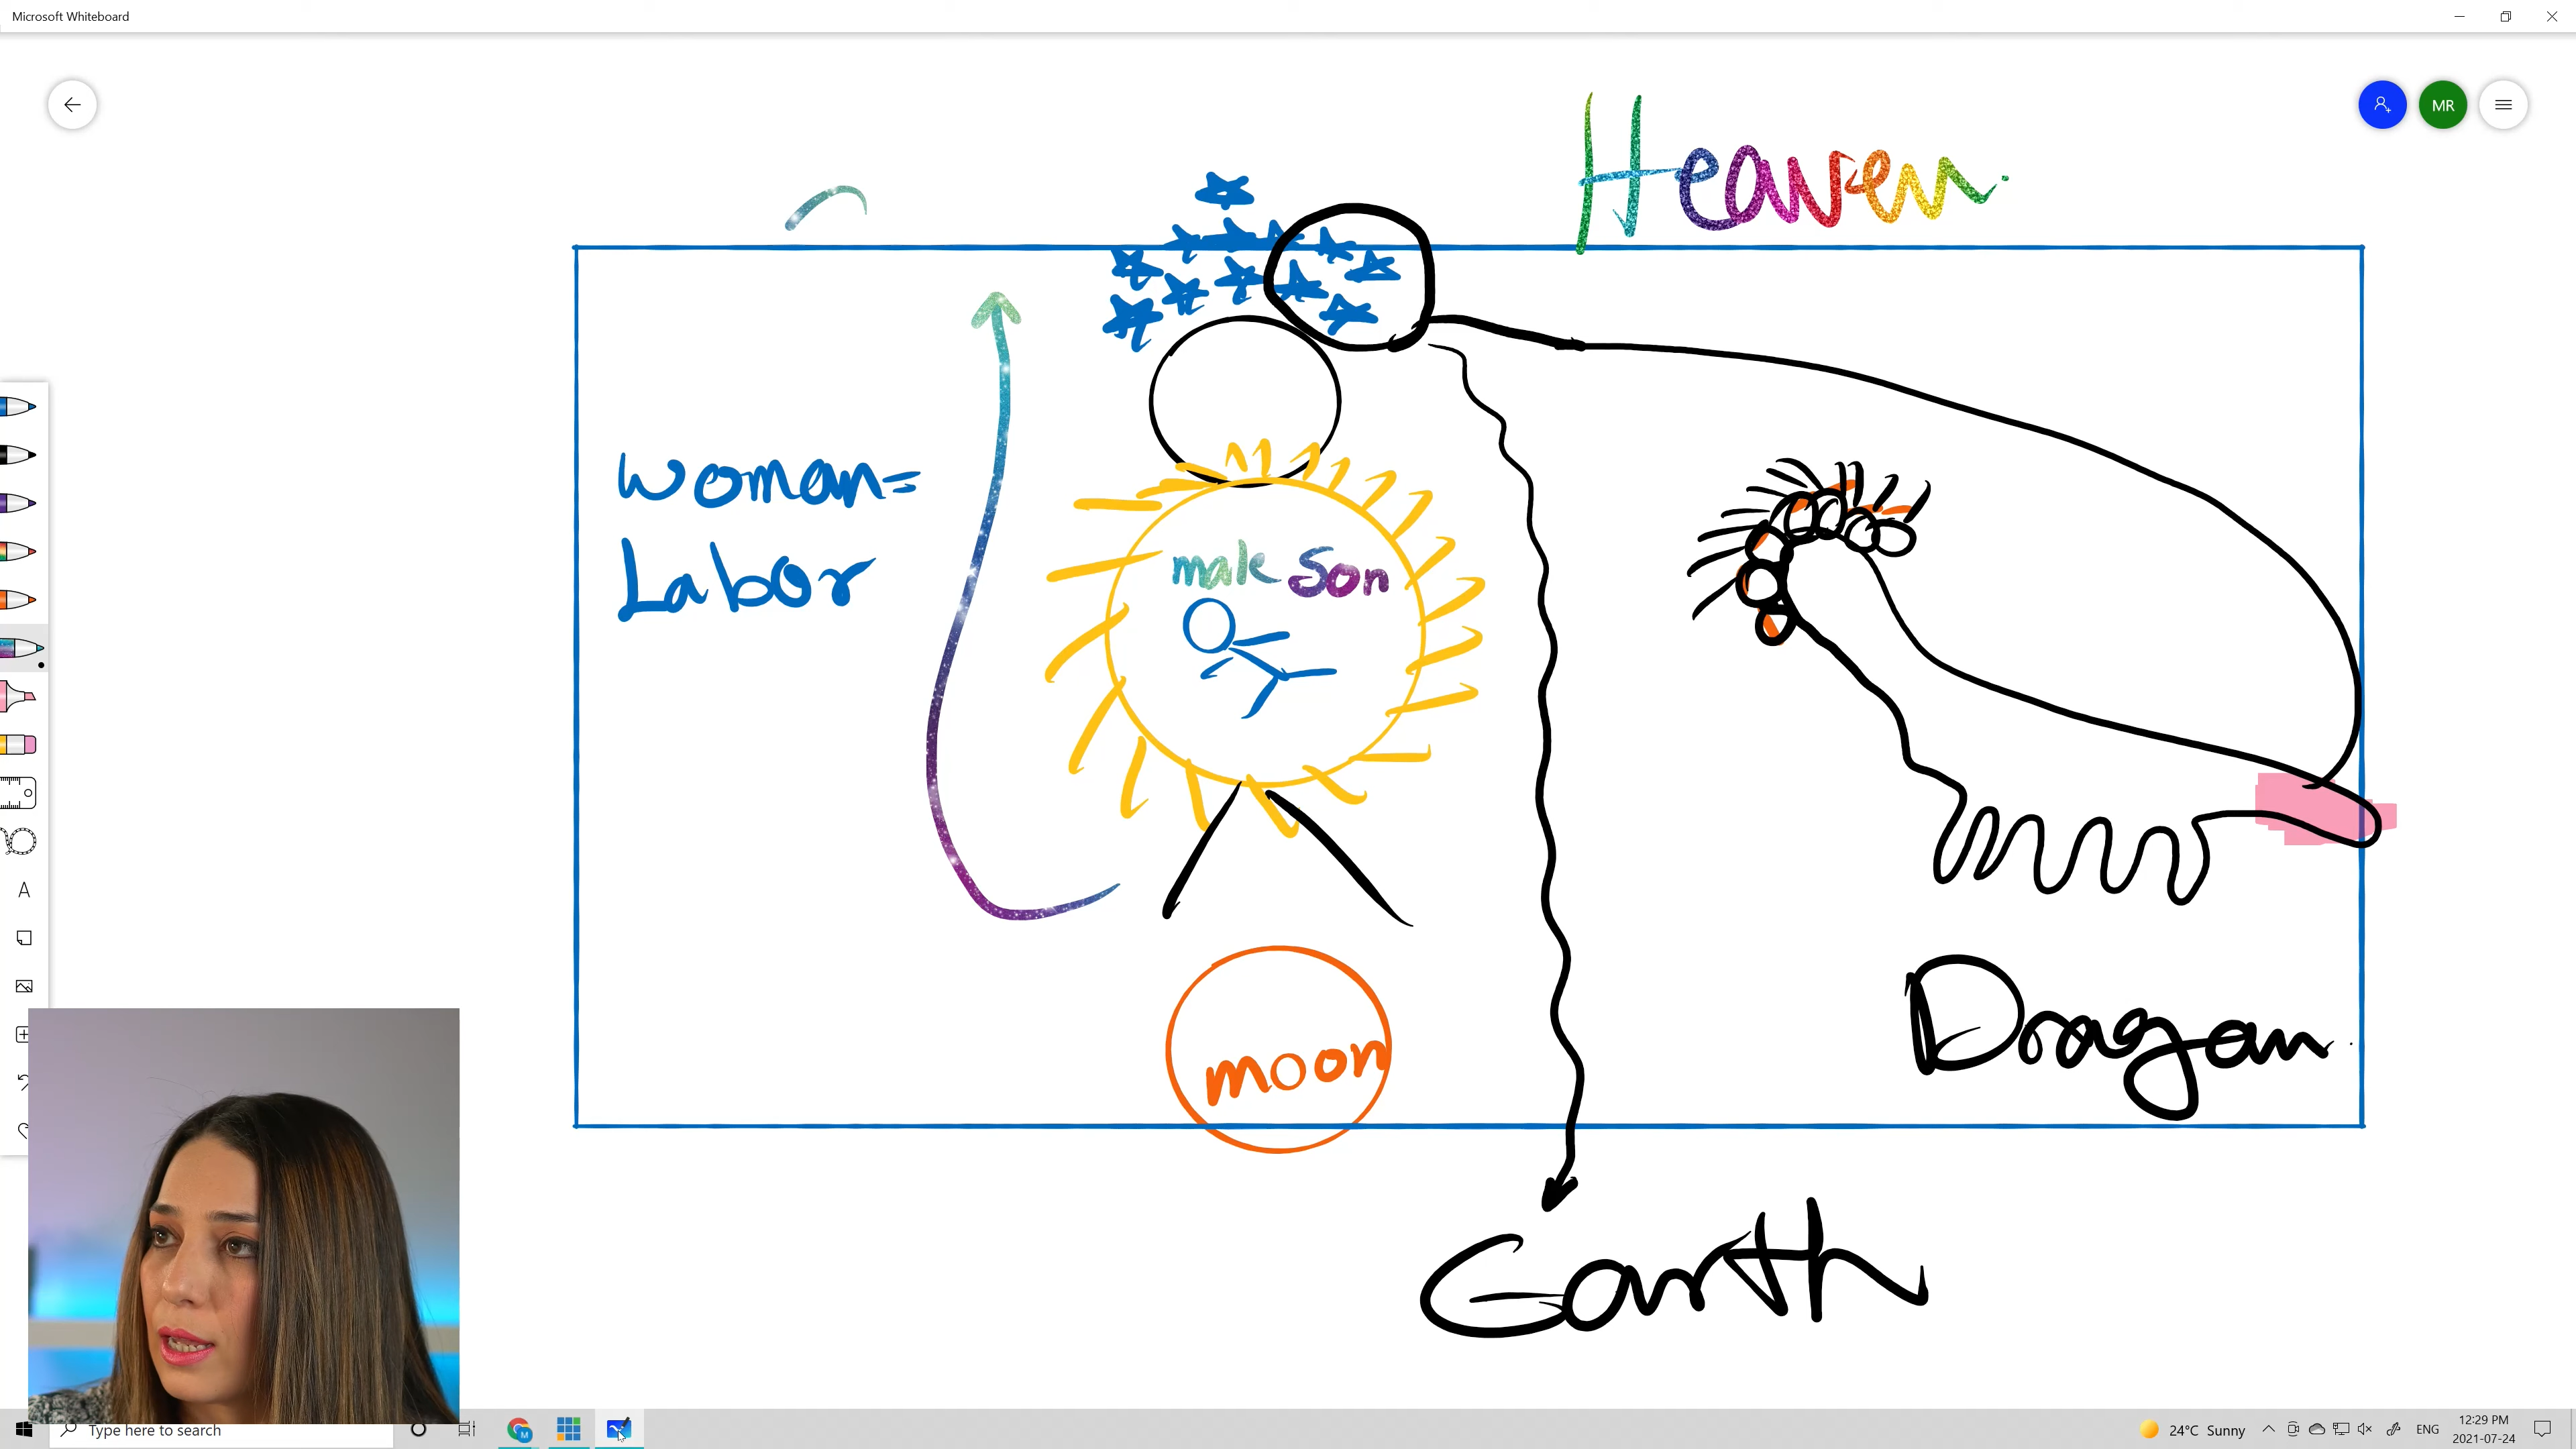 Microsoft Whiteboard
MR
Heaven
woman=
Labor
male Son
moon
Dragon
Earth
A
Type here to search
M
24°C Sunny
ENG
12:29 PM
2021-07-24